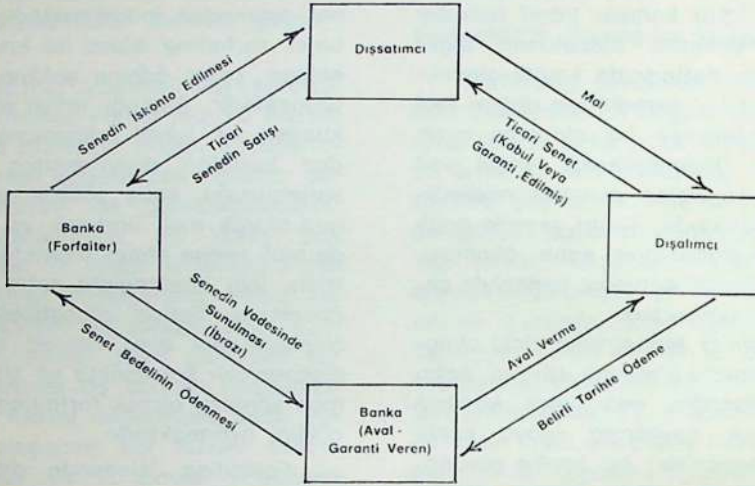 Dışsatımcı
Senedin İskonto Edilmesi
Ticari
Senedin Satışı
Mal
Ticari Senet
(Kabul Veya
Garanti Edilmiş)
Banka
(Forfaiter)
Dışalımcı
Senedin Vadesinde
Sunulması
(İbrazı)
Senet Bedelinin Ödenmesi
Aval Verme
Belirli Tarihte Ödeme
Banka
(Aval -
Garanti Veren)